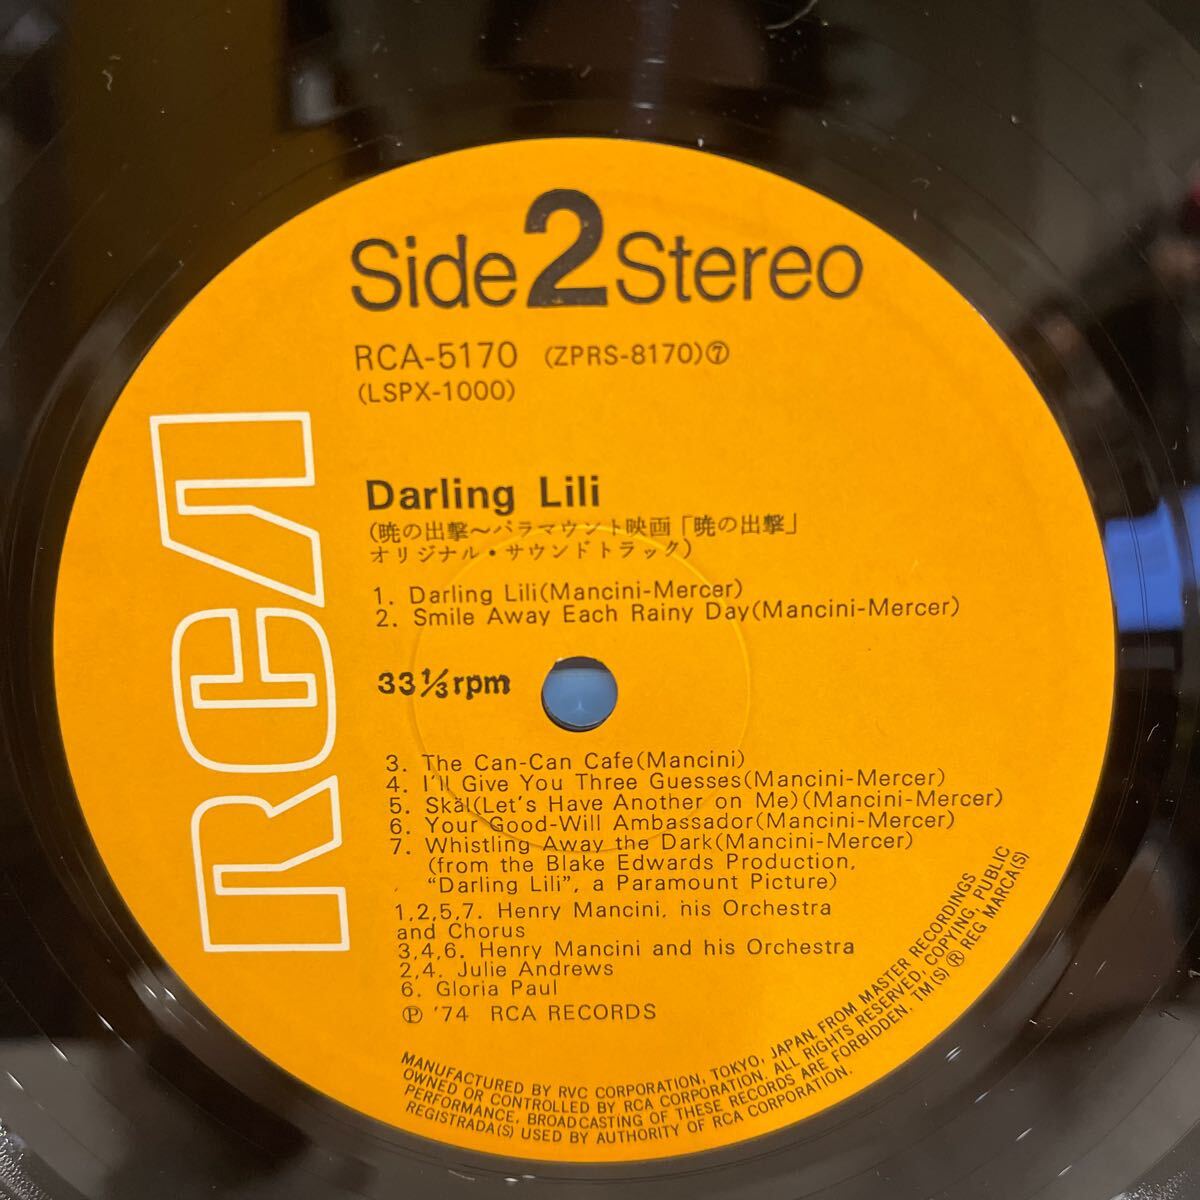 Side 2 Stereo
RCA-5170 (ZPRS-8170)⑦
(LSPX-1000)
RCA
Darling Lili
(暁の出撃～パラマウント映画「暁の出撃」
オリジナル・サウンドトラック)
1. Darling Lili(Mancini-Mercer)
2. Smile Away Each Rainy Day(Mancini-Mercer)
33⅓rpm
3. The Can-Can Cafe(Mancini)
4. I'll Give You Three Guesses(Mancini-Mercer)
5. Skäl(Let's Have Another on Me)(Mancini-Mercer)
6. Your Good-Will Ambassador(Mancini-Mercer)
7. Whistling Away the Dark(Mancini-Mercer)
(from the Blake Edwards Production,
“Darling Lili”, a Paramount Picture)
1,2,5,7. Henry Mancini, his Orchestra
and Chorus
3,4,6. Henry Mancini and his Orchestra
2,4. Julie Andrews
6. Gloria Paul
℗ '74 RCA RECORDS
MANUFACTURED BY RVC CORPORATION, TOKYO, JAPAN. FROM MASTER RECORDINGS
OWNED OR CONTROLLED BY RCA CORPORATION. ALL RIGHTS RESERVED, COPYING, PUBLIC
PERFORMANCE, BROADCASTING OF THESE RECORDS ARE FORBIDDEN. TM(S) ® REG MARCA(S)
REGISTRADA(S) USED BY AUTHORITY OF RCA CORPORATION.